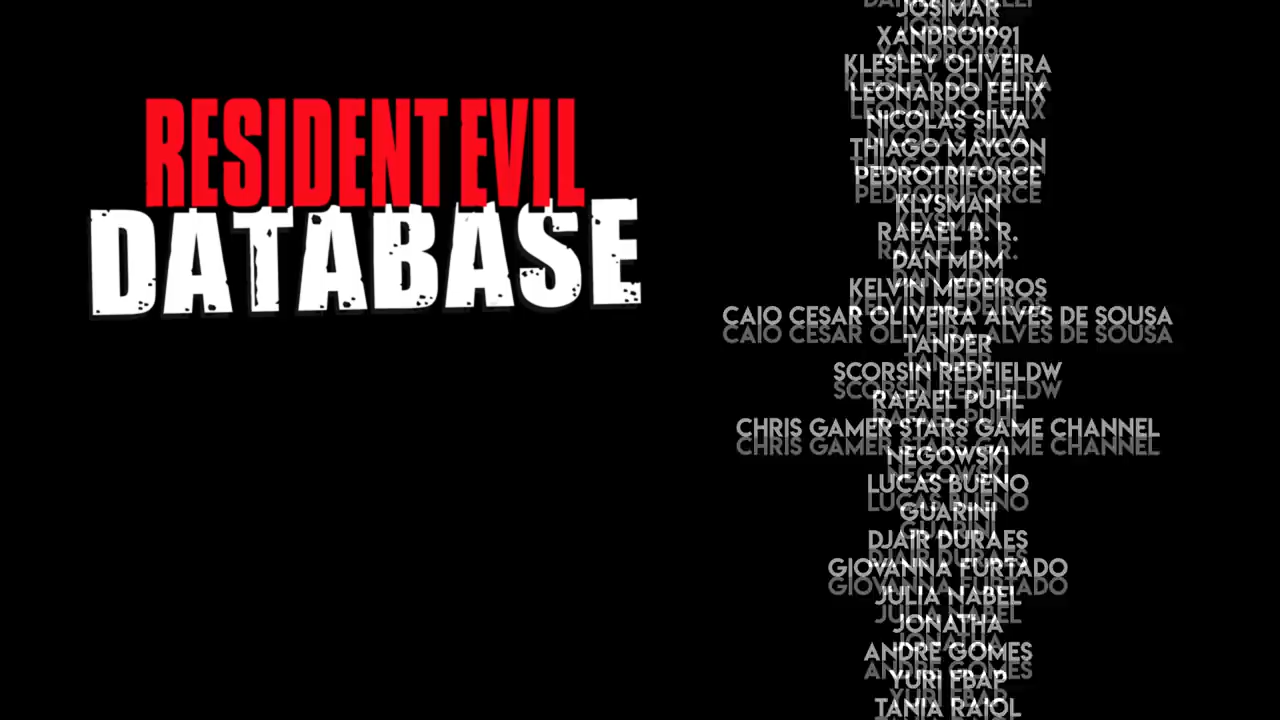 RESIDENT EVIL
DATABASE
JOSIMAR
XANDRO1991
KLESLEY OLIVEIRA
LEONARDO FELIX
NICOLAS SILVA
THIAGO MAYCON
PEDROTRIFORCE
KLYSMAN
RAFAEL B. R.
DAN MDM
KELVIN MEDEIROS
CAIO CESAR OLIVEIRA ALVES DE SOUSA
TANDER
SCORSIN REDFIELDW
RAFAEL PUHL
CHRIS GAMER STARS GAME CHANNEL
NEGOWSKI
LUCAS BUENO
GUARINI
DJAIR DURAES
GIOVANNA FURTADO
JULIA NABEL
JONATHA
ANDRE GOMES
YURI FBAP
TANIA RAIOL